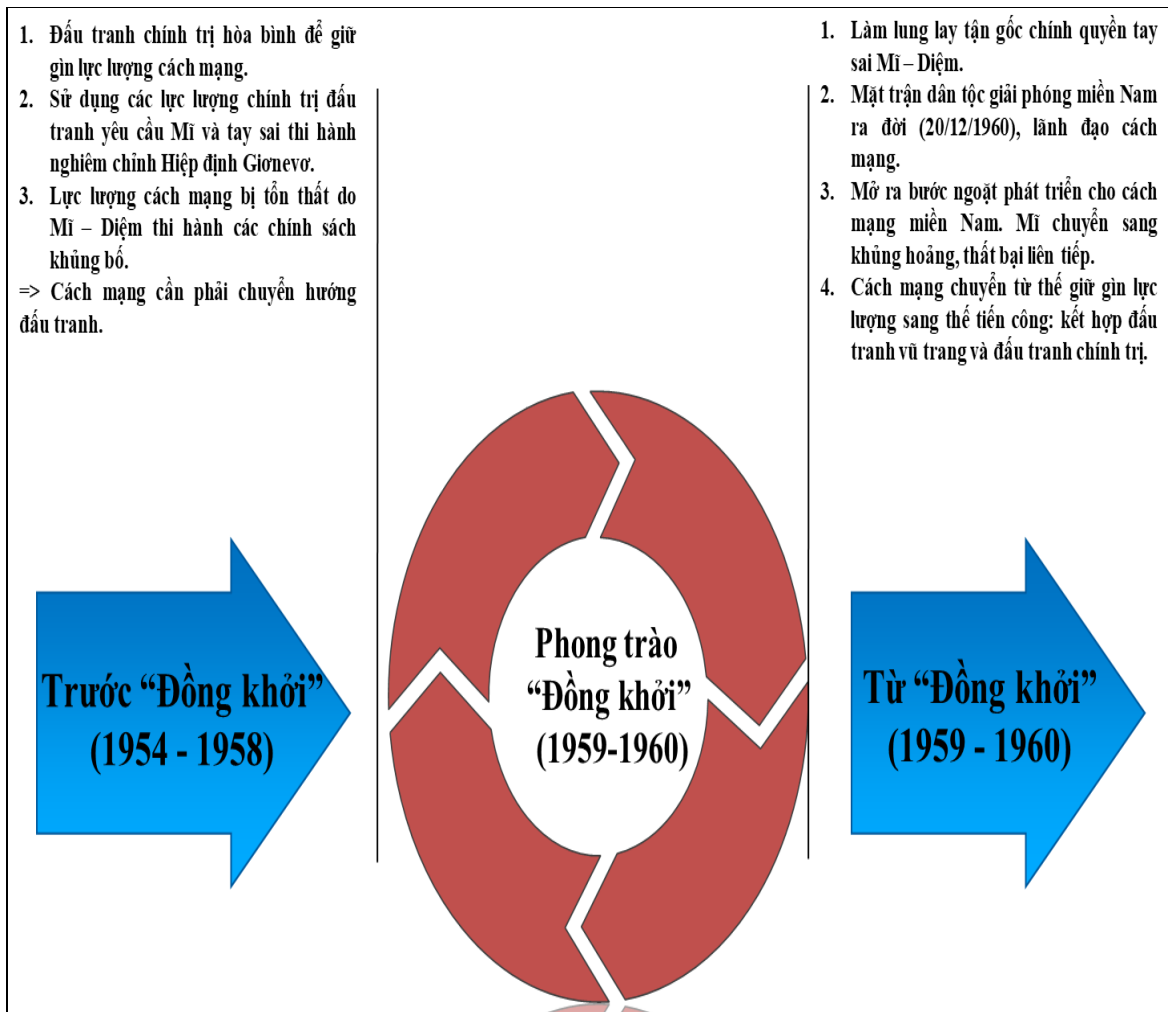 1. Đấu tranh chính trị hòa bình để giữ
gìn lực lượng cách mạng.
2. Sử dụng các lực lượng chính trị đấu
tranh yêu cầu Mĩ và tay sai thi hành
nghiêm chỉnh Hiệp định Giơnevơ.
3. Lực lượng cách mạng bị tổn thất do
Mĩ – Diệm thi hành các chính sách
khủng bố.
=> Cách mạng cần phải chuyển hướng
đấu tranh.
Trước “Đồng khởi”
(1954 - 1958)
Phong trào
“Đồng khởi”
(1959-1960)
1. Làm lung lay tận gốc chính quyền tay
sai Mĩ – Diệm.
2. Mặt trận dân tộc giải phóng miền Nam
ra đời (20/12/1960), lãnh đạo cách
mạng.
3. Mở ra bước ngoặt phát triển cho cách
mạng miền Nam. Mĩ chuyển sang
khủng hoảng, thất bại liên tiếp.
4. Cách mạng chuyển từ thế giữ gìn lực
lượng sang thế tiến công: kết hợp đấu
tranh vũ trang và đấu tranh chính trị.
Từ “Đồng khởi”
(1959 - 1960)